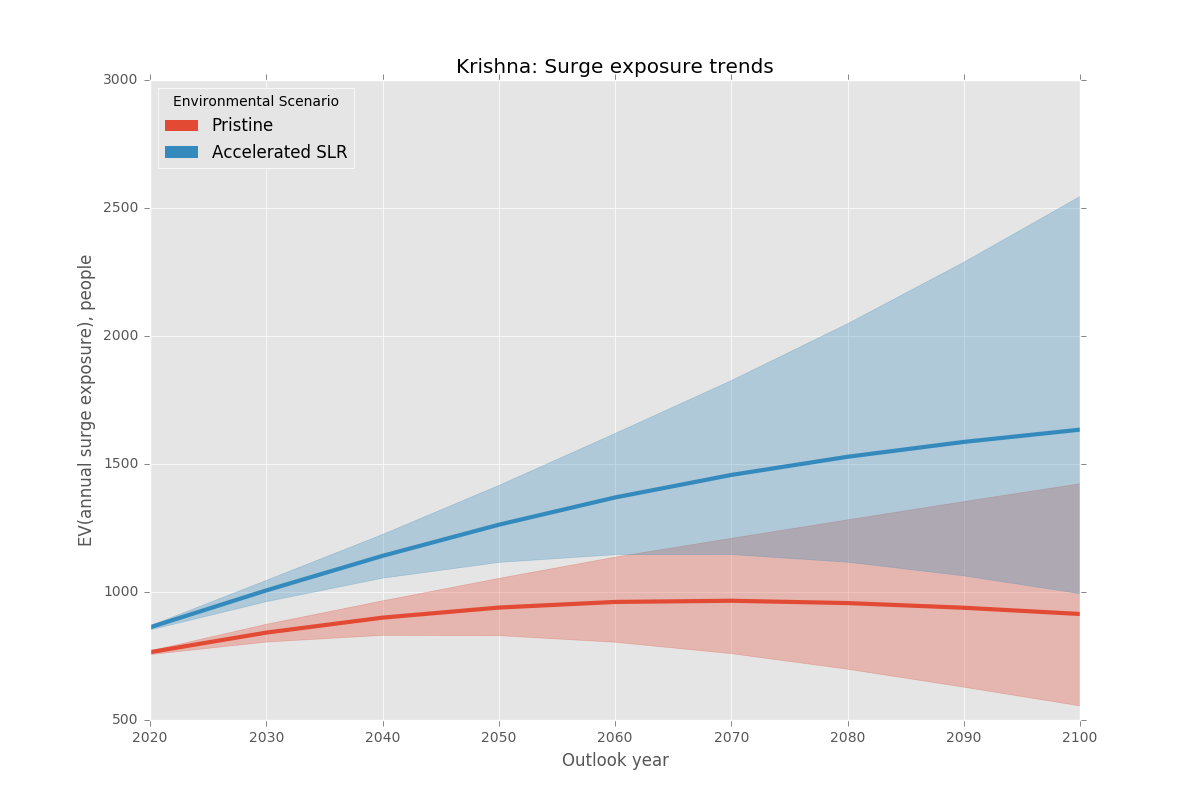 Krishna: Surge exposure trends
3000
Environmental Scenario
Pristine
Accelerated SLR
2500
2000
1500
1000
500
EV(annual surge exposure), people
2020 2030 2040 2050 2060 2070 2080 2090 2100
Outlook year